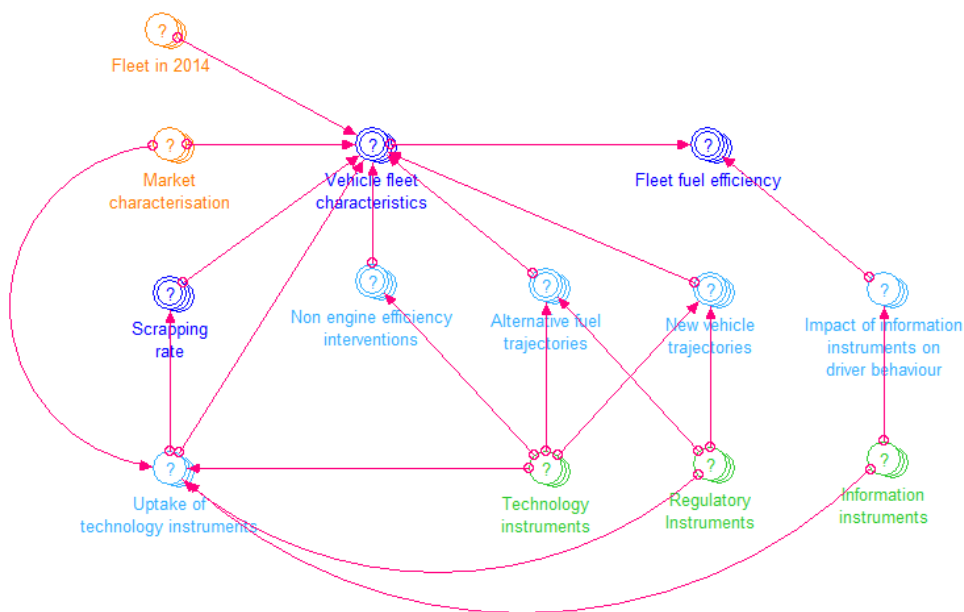 ?
Fleet in 2014
?
Market
characterisation
?
Vehicle fleet
characteristics
?
Fleet fuel efficiency
?
Scrapping
rate
?
Non engine efficiency
interventions
?
Alternative fuel
trajectories
?
New vehicle
trajectories
?
Impact of information
instruments on
driver behaviour
?
Uptake of
technology instruments
?
Technology
instruments
?
Regulatory
Instruments
?
Information
instruments